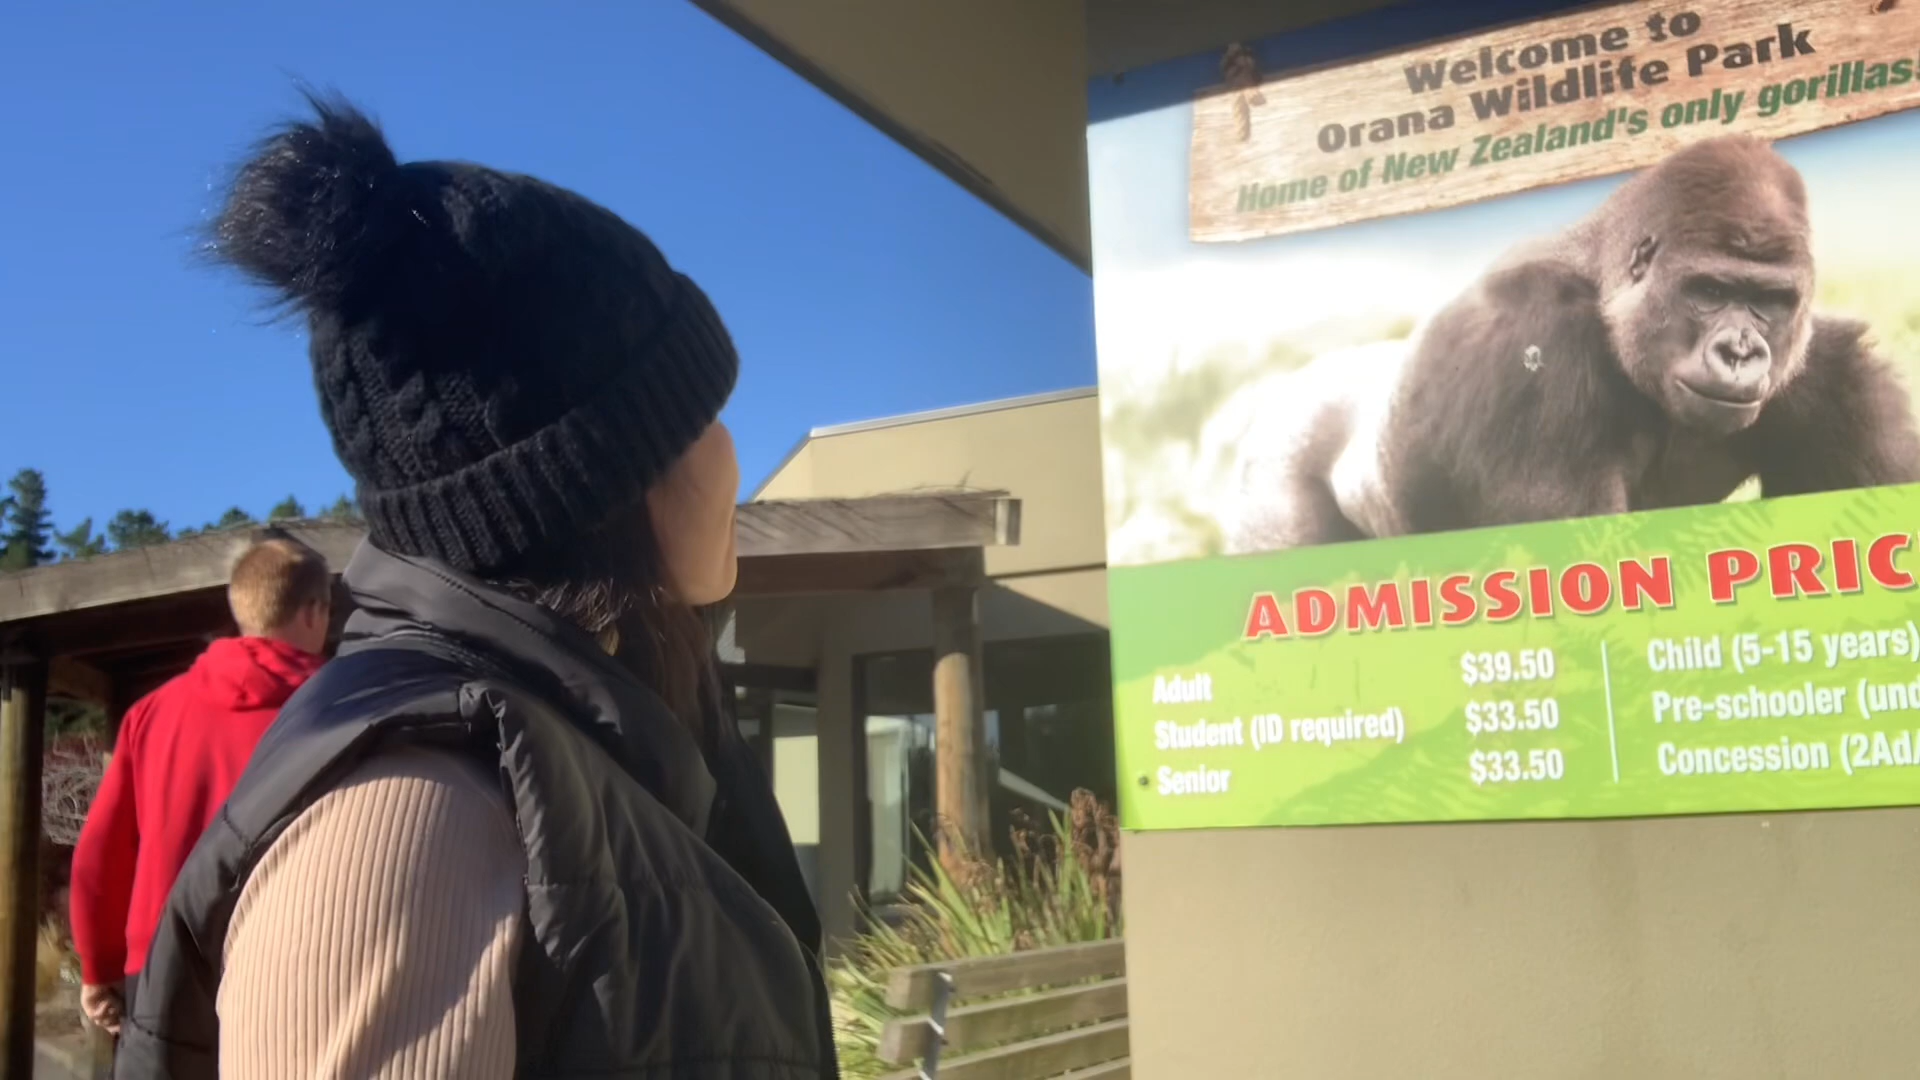 Welcome to
Orana Wildlife Park
Home of New Zealand's only gorillas!
ADMISSION PRIC
Adult $39.50
Student (ID required) $33.50
Senior $33.50
Child (5-15 years)
Pre-schooler (und
Concession (2Ad/